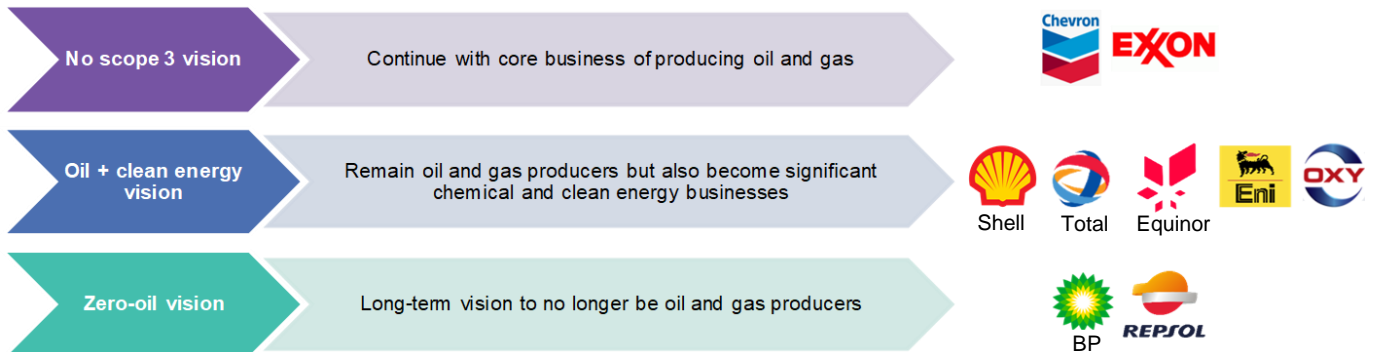 No scope 3 vision
Continue with core business of producing oil and gas
Chevron
EXXON
Oil + clean energy
vision
Remain oil and gas producers but also become significant
chemical and clean energy businesses
Shell
Total
Equinor
Eni
OXY
Zero-oil vision
Long-term vision to no longer be oil and gas producers
BP
REPSOL